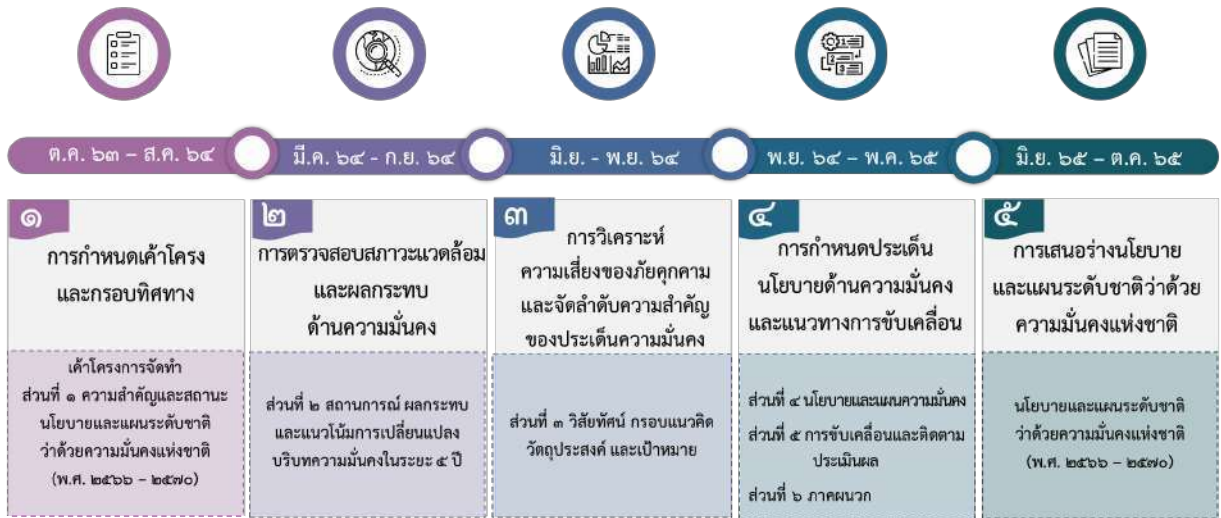 ต.ค. ๖๓ – ส.ค. ๖๔
มี.ค. ๖๔ - ก.ย. ๖๔
มิ.ย. - พ.ย. ๖๔
พ.ย. ๖๔ – พ.ค. ๖๕
มิ.ย. ๖๕ – ต.ค. ๖๕
๑
การกำหนดเค้าโครง
และกรอบทิศทาง
เค้าโครงการจัดทำ
ส่วนที่ ๑ ความสำคัญและสถานะ
นโยบายและแผนระดับชาติ
ว่าด้วยความมั่นคงแห่งชาติ
(พ.ศ. ๒๕๖๖ – ๒๕๗๐)
๒
การตรวจสอบสภาวะแวดล้อม
และผลกระทบ
ด้านความมั่นคง
ส่วนที่ ๒ สถานการณ์ ผลกระทบ
และแนวโน้มการเปลี่ยนแปลง
บริบทความมั่นคงในระยะ ๕ ปี
๓
การวิเคราะห์
ความเสี่ยงของภัยคุกคาม
และจัดลำดับความสำคัญ
ของประเด็นความมั่นคง
ส่วนที่ ๓ วิสัยทัศน์ กรอบแนวคิด
วัตถุประสงค์ และเป้าหมาย
๔
การกำหนดประเด็น
นโยบายด้านความมั่นคง
และแนวทางการขับเคลื่อน
ส่วนที่ ๔ นโยบายและแผนความมั่นคง
ส่วนที่ ๕ การขับเคลื่อนและติดตาม
ประเมินผล
ส่วนที่ ๖ ภาคผนวก
๕
การเสนอร่างนโยบาย
และแผนระดับชาติว่าด้วย
ความมั่นคงแห่งชาติ
นโยบายและแผนระดับชาติ
ว่าด้วยความมั่นคงแห่งชาติ
(พ.ศ. ๒๕๖๖ – ๒๕๗๐)